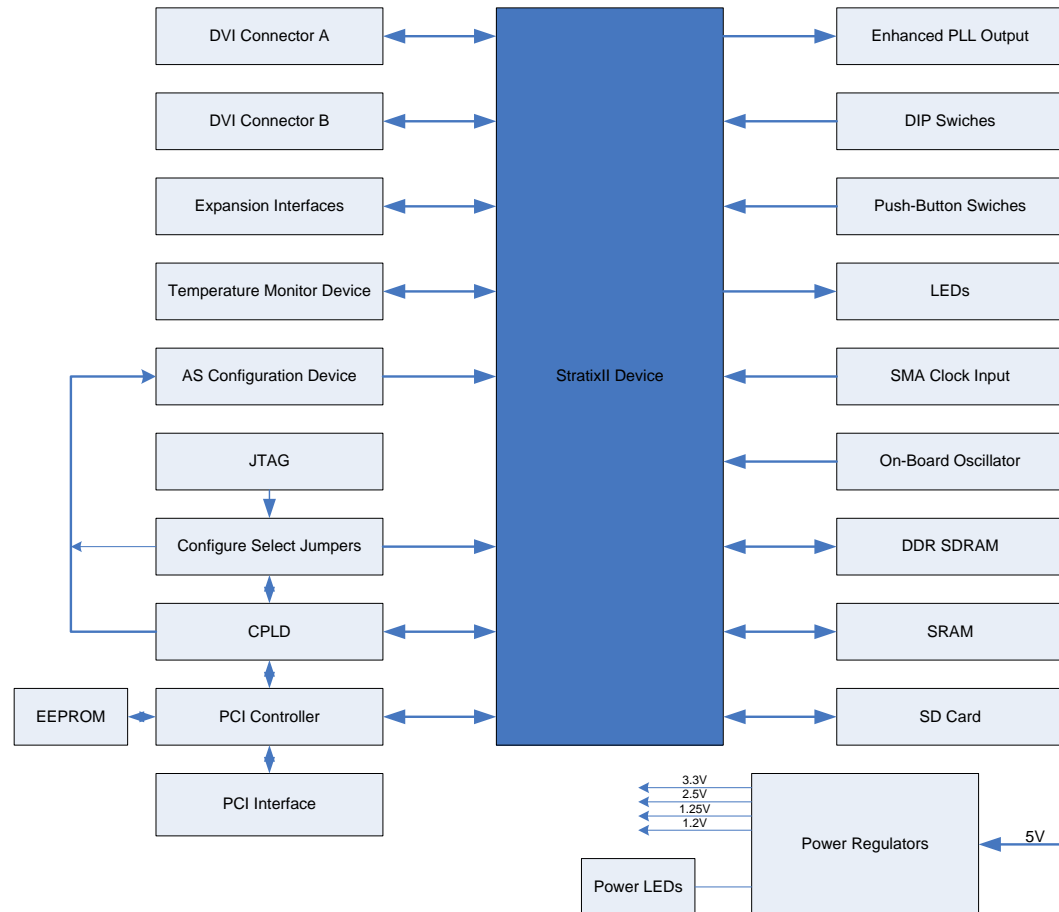 DVI Connector A
Enhanced PLL Output
DVI Connector B
DIP Swiches
Expansion Interfaces
Push-Button Swiches
Temperature Monitor Device
LEDs
AS Configuration Device
StratixII Device
SMA Clock Input
JTAG
On-Board Oscillator
Configure Select Jumpers
DDR SDRAM
CPLD
SRAM
EEPROM
PCI Controller
SD Card
PCI Interface
3.3V
2.5V
1.25V
1.2V
Power Regulators
5V
Power LEDs